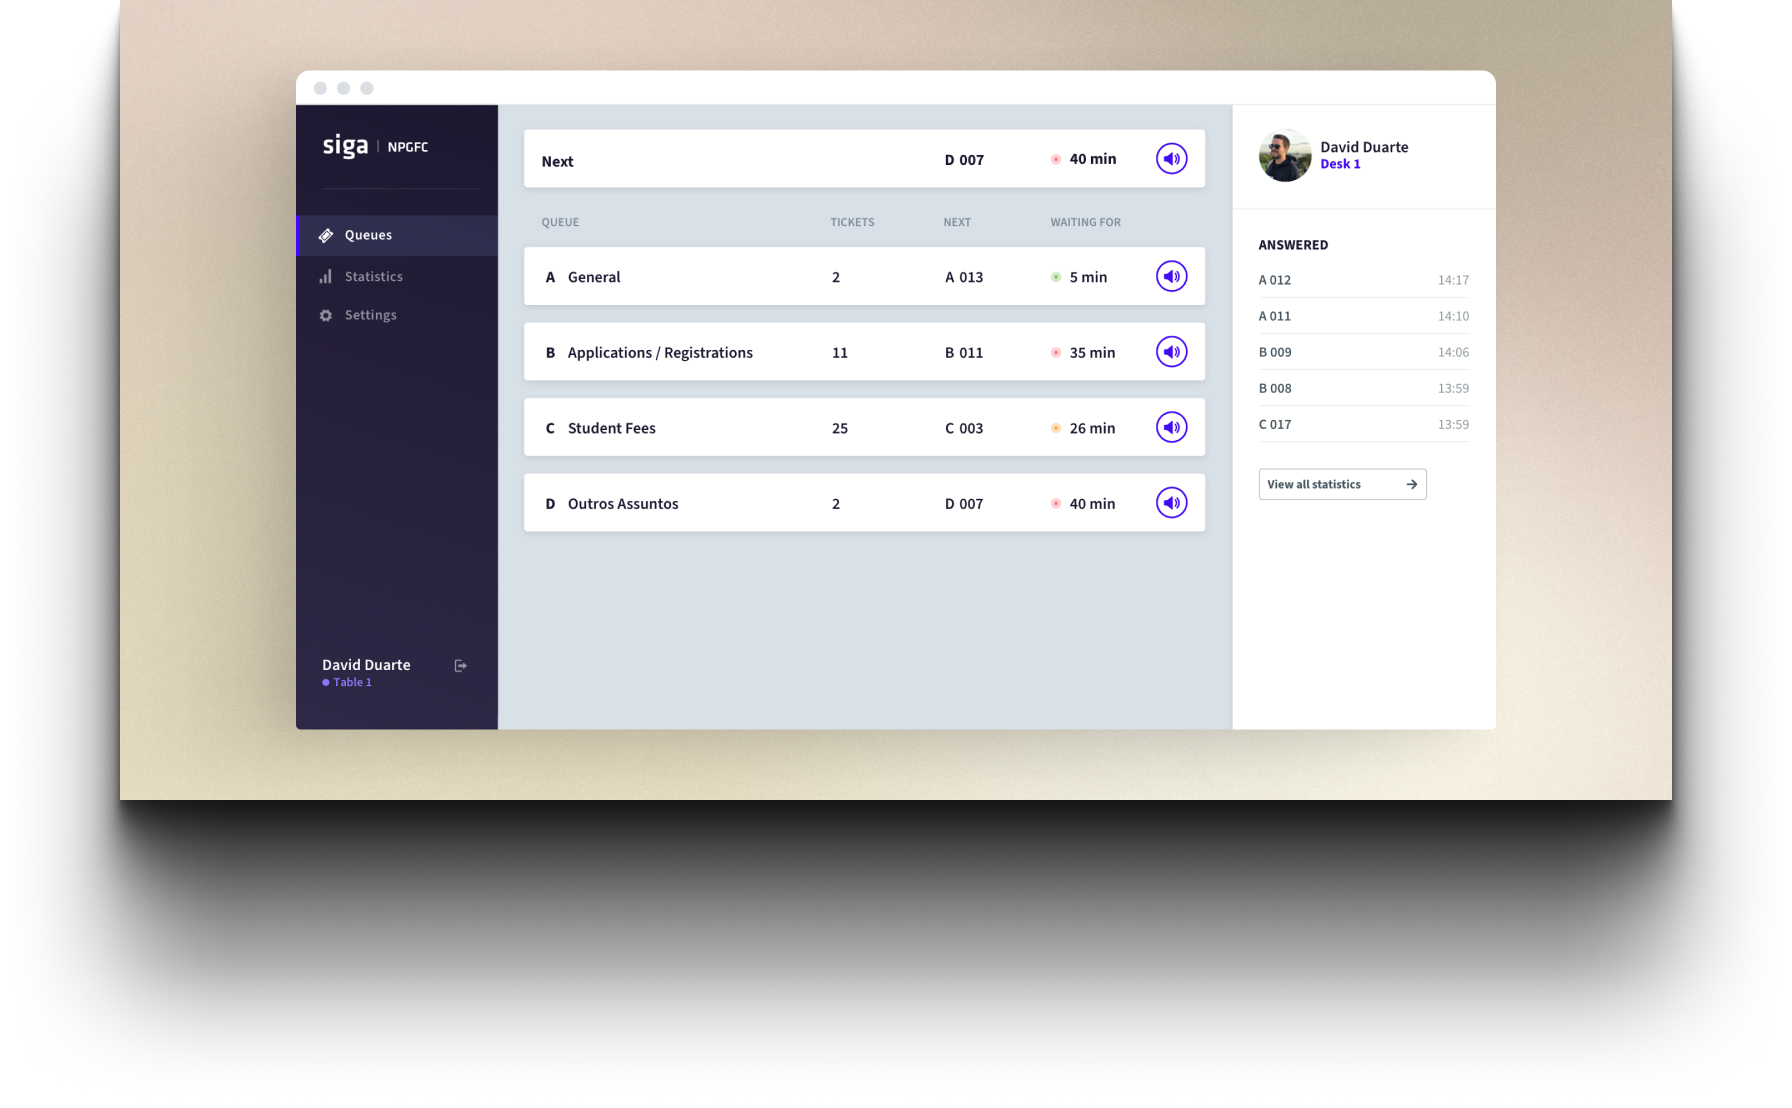 siga | NPGFC
Queues
Statistics
Settings
David Duarte
Table 1
Next D 007 40 min
QUEUE TICKETS NEXT WAITING FOR
A General 2 A 013 5 min
B Applications / Registrations 11 B 011 35 min
C Student Fees 25 C 003 26 min
D Outros Assuntos 2 D 007 40 min
David Duarte
Desk 1
ANSWERED
A 012 14:17
A 011 14:10
B 009 14:06
B 008 13:59
C 017 13:59
View all statistics